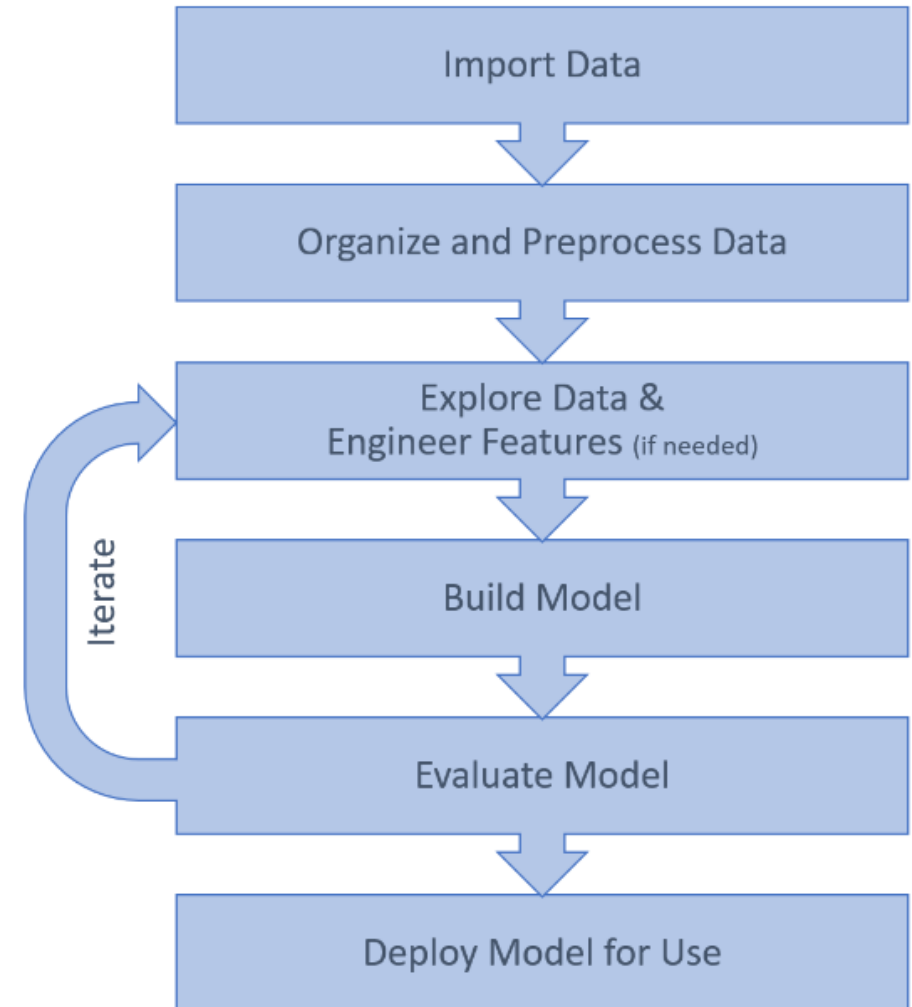 Import Data
Organize and Preprocess Data
Explore Data &
Engineer Features (if needed)
Iterate
Build Model
Evaluate Model
Deploy Model for Use